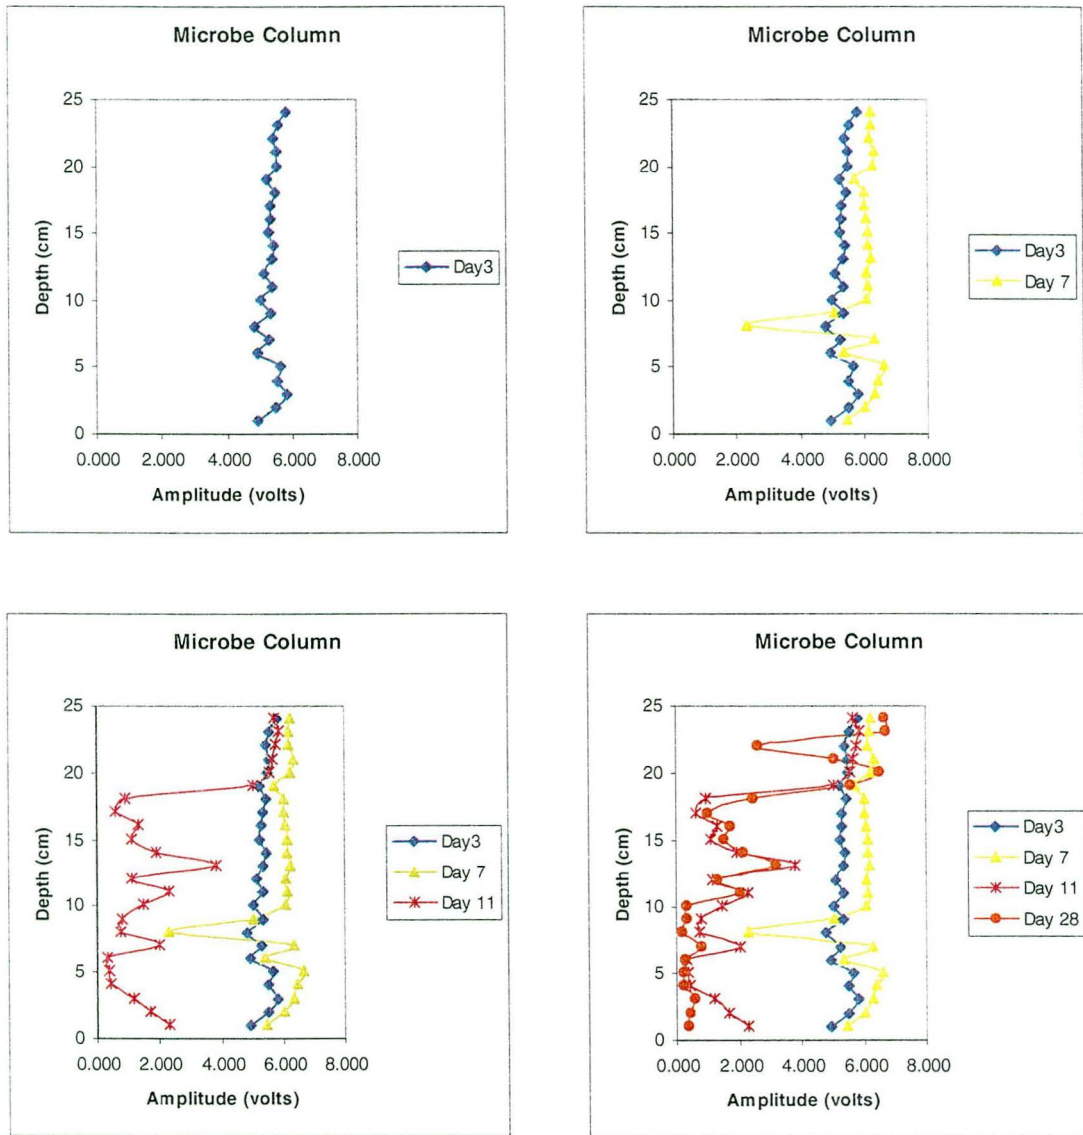 Microbe Column
25
20
15
10
5
0
Depth (cm)
0.000 2.000 4.000 6.000 8.000
Amplitude (volts)
Day3
Microbe Column
25
20
15
10
5
0
Depth (cm)
0.000 2.000 4.000 6.000 8.000
Amplitude (volts)
Day3
Day 7
Microbe Column
25
20
15
10
5
0
Depth (cm)
0.000 2.000 4.000 6.000 8.000
Amplitude (volts)
Day3
Day 7
Day 11
Microbe Column
25
20
15
10
5
0
Depth (cm)
0.000 2.000 4.000 6.000 8.000
Amplitude (volts)
Day3
Day 7
Day 11
Day 28